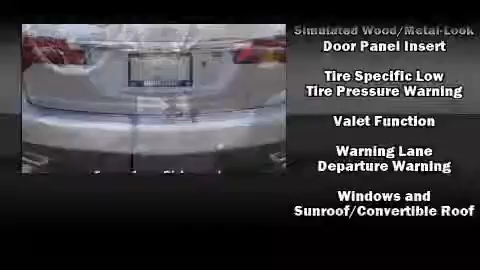 Simulated Wood/Metal-Look
Door Panel Insert
Tire Specific Low
Tire Pressure Warning
Valet Function
Warning Lane
Departure Warning
Windows and
Sunroof/Convertible Roof